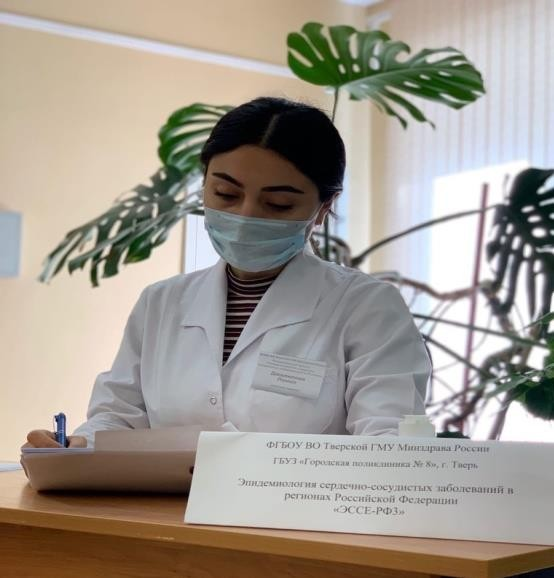 ФГБОУ ВО Тверской ГМУ Минздрава России
ГБУЗ «Городская поликлиника № 8», г. Тверь
Эпидемиология сердечно-сосудистых заболеваний в
регионах Российской Федерации
«ЭССЕ-РФ3»